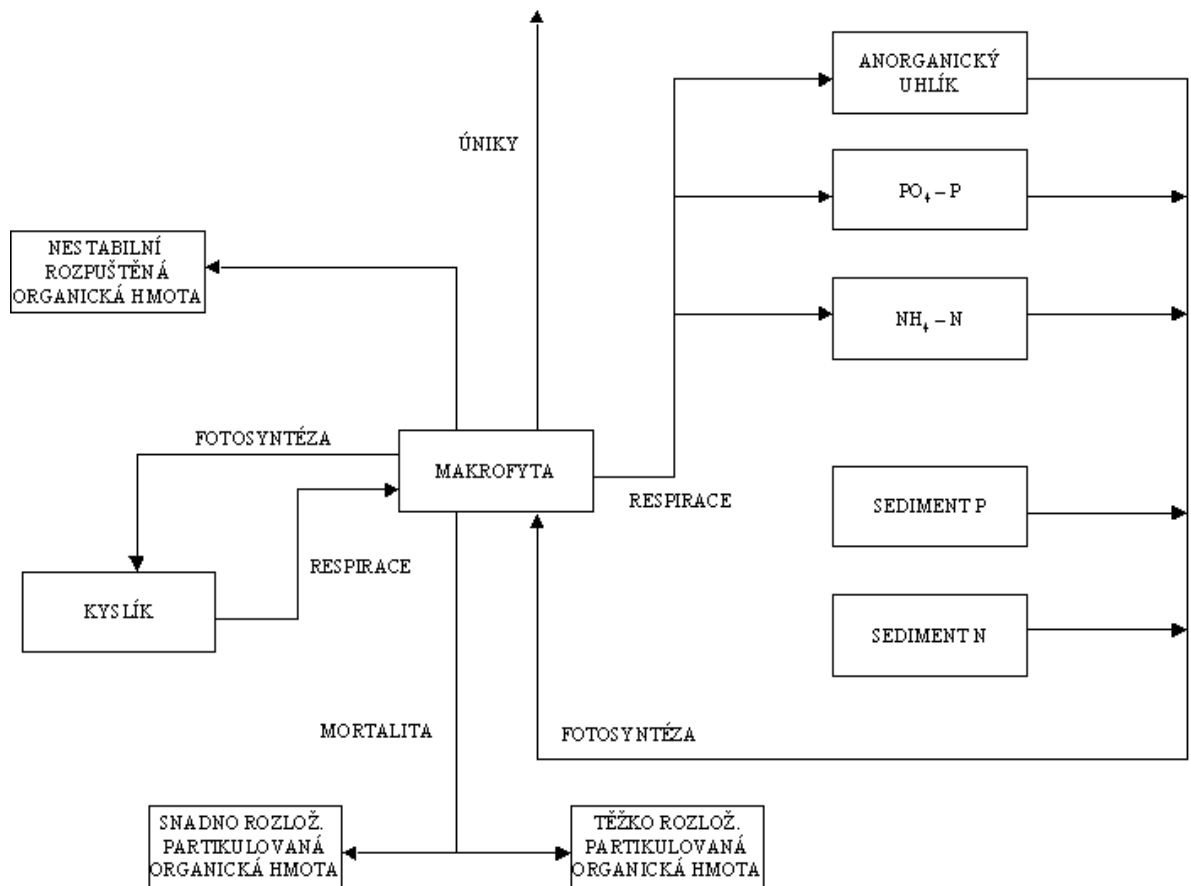 ANORGANICKÝ
UHLÍK
ÚNIKY
PO₄ – P
NESTABILNÍ
ROZPUŠTĚNÁ
ORGANICKÁ HMOTA
NH₄ – N
FOTOSYNTÉZA
MAKROFYTA
RESPIRACE
SEDIMENT P
RESPIRACE
KYSLÍK
SEDIMENT N
MORTALITA
FOTOSYNTÉZA
SNADNO ROZLOŽ.
PARTIKULOVANÁ
ORGANICKÁ HMOTA
TĚŽKO ROZLOŽ.
PARTIKULOVANÁ
ORGANICKÁ HMOTA